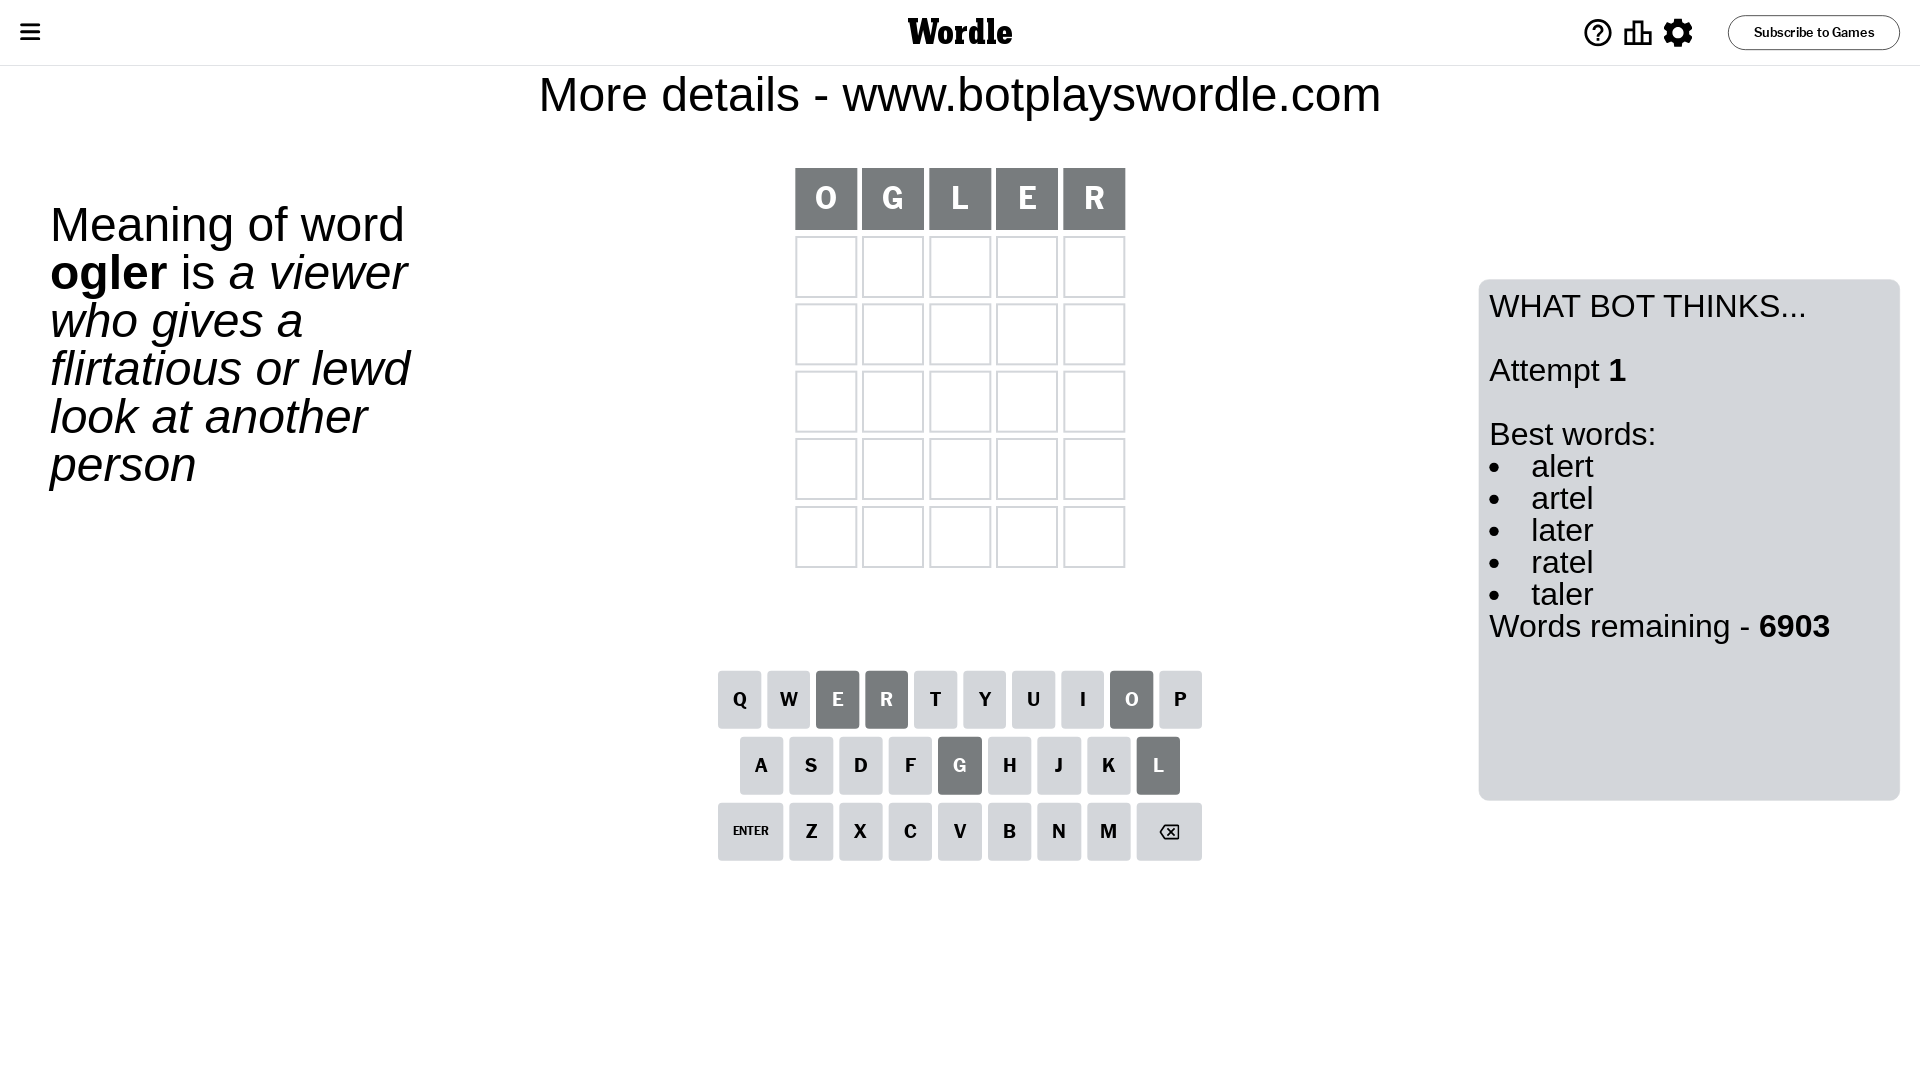 Wordle
Subscribe to Games
More details - www.botplayswordle.com
Meaning of word
ogler is a viewer
who gives a
flirtatious or lewd
look at another
person
O G L E R
WHAT BOT THINKS...
Attempt 1
Best words:
• alert
• artel
• later
• ratel
• taler
Words remaining - 6903
Q W E R T Y U I O P
A S D F G H J K L
ENTER Z X C V B N M